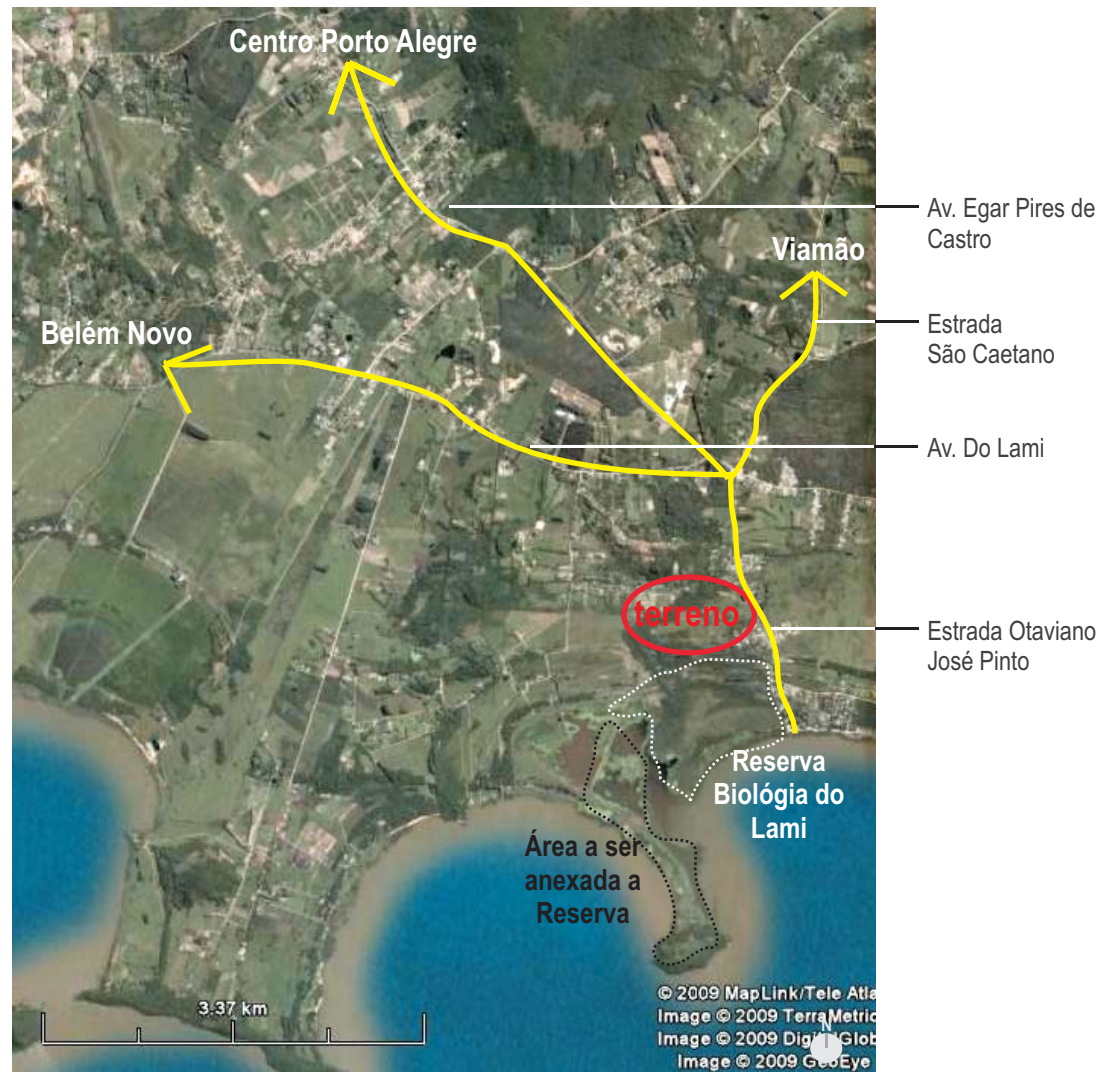 Centro Porto Alegre
Av. Egar Pires de
Castro
Viamão
Belém Novo
Estrada
São Caetano
Av. Do Lami
terreno
Estrada Otaviano
José Pinto
Reserva
Biológia do
Lami
Área a ser
anexada a
Reserva
3.37 km
© 2009 MapLink/Tele Atla
Image © 2009 TerraMetric
N
Image © 2009 DigitalGlob
Image © 2009 GeoEye